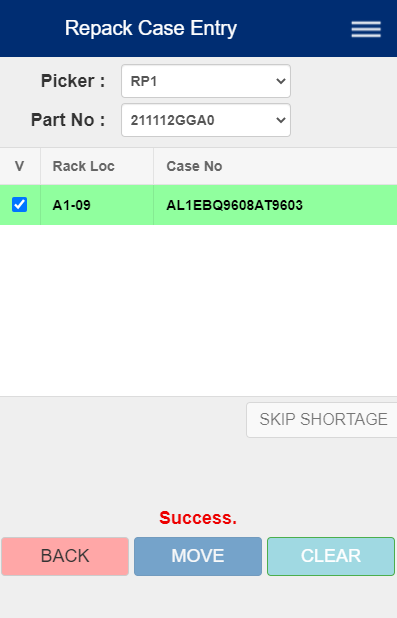 Repack Case Entry
Picker : RP1
Part No : 211112GGA0
V Rack Loc Case No
A1-09 AL1EBQ9608AT9603
SKIP SHORTAGE
Success.
BACK MOVE CLEAR